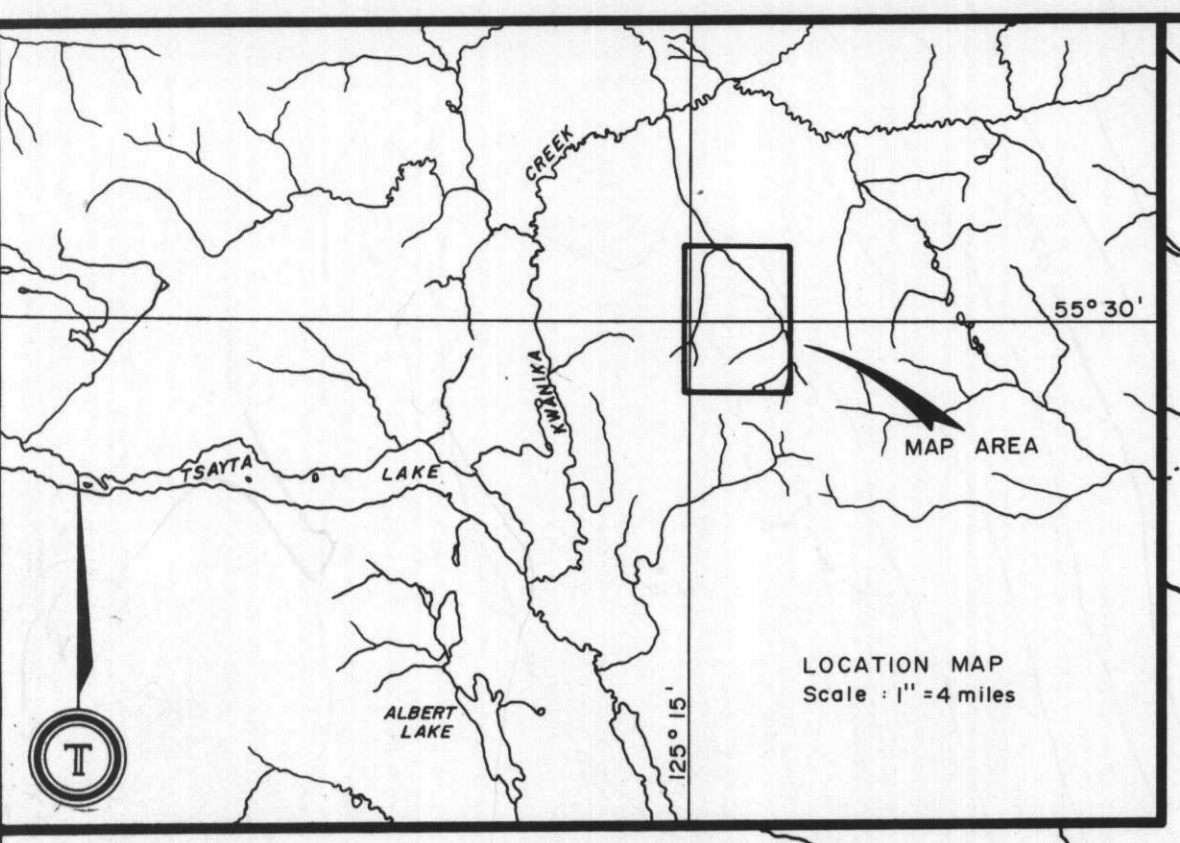 CREEK
55° 30'
KWANIKA
MAP AREA
TSAYTA LAKE
LOCATION MAP
Scale : 1" = 4 miles
125° 15'
ALBERT
LAKE
T